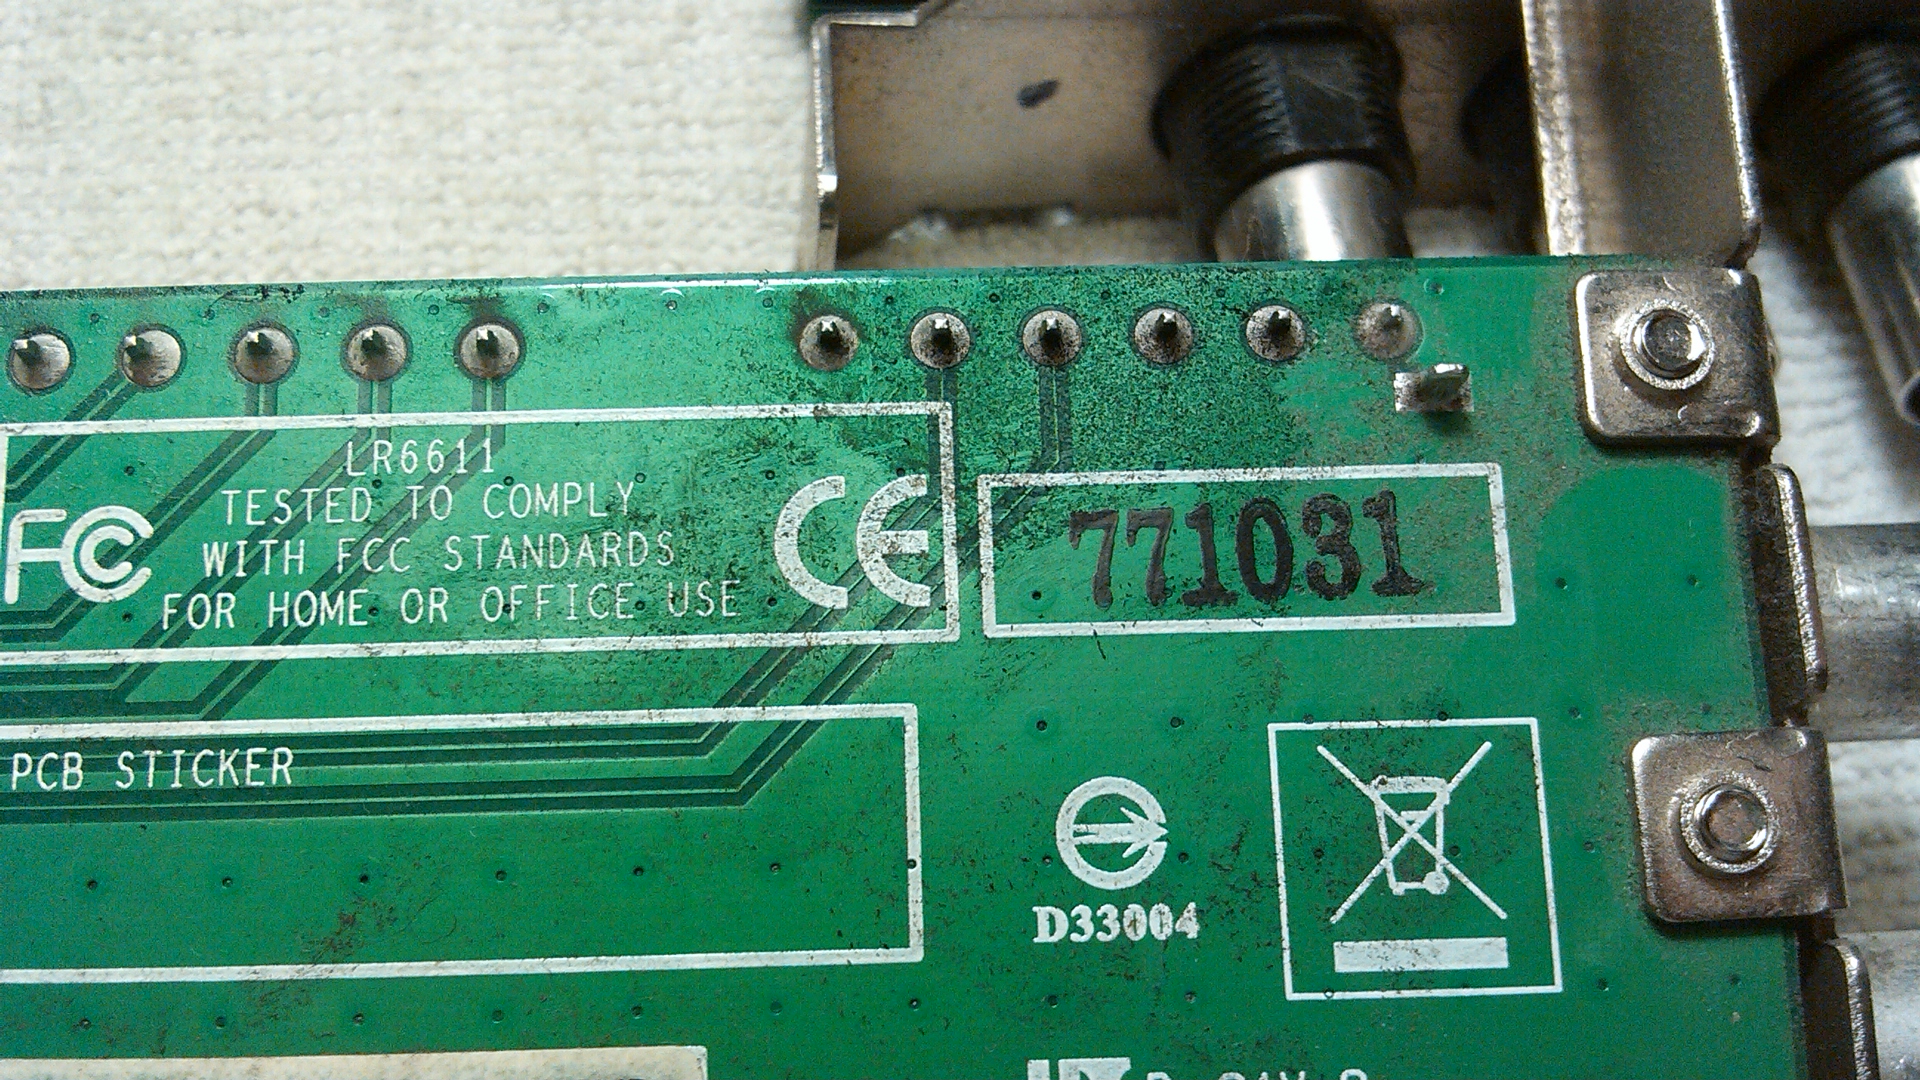 LR6611
TESTED TO COMPLY
WITH FCC STANDARDS
FOR HOME OR OFFICE USE
FC
CE
771031
PCB STICKER
D33004